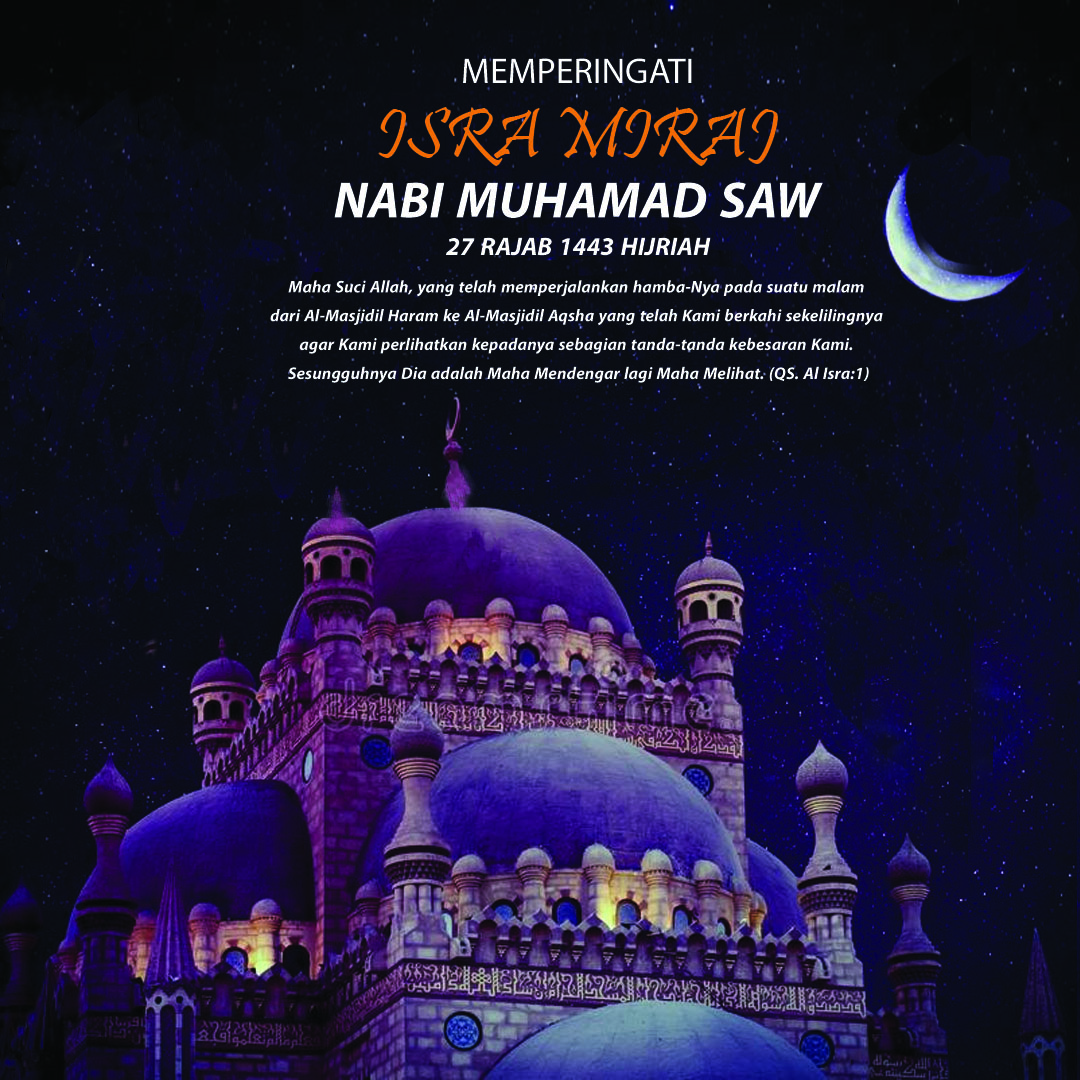 MEMPERINGATI
ISRA MIRAJ
NABI MUHAMAD SAW
27 RAJAB 1443 HIJRIAH
Maha Suci Allah, yang telah memperjalankan hamba-Nya pada suatu malam
dari Al-Masjidil Haram ke Al-Masjidil Aqsha yang telah Kami berkahi sekelilingnya
agar Kami perlihatkan kepadanya sebagian tanda-tanda kebesaran Kami.
Sesungguhnya Dia adalah Maha Mendengar lagi Maha Melihat. (QS. Al Isra:1)